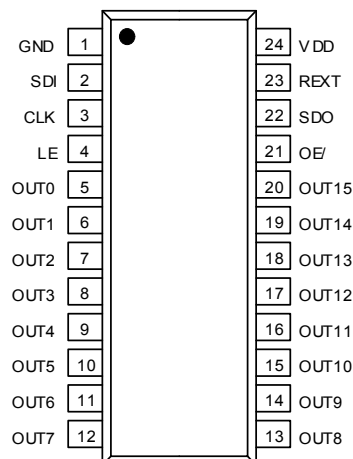 GND 1 24 VDD
SDI 2 23 REXT
CLK 3 22 SDO
LE 4 21 OE/
OUT0 5 20 OUT15
OUT1 6 19 OUT14
OUT2 7 18 OUT13
OUT3 8 17 OUT12
OUT4 9 16 OUT11
OUT5 10 15 OUT10
OUT6 11 14 OUT9
OUT7 12 13 OUT8